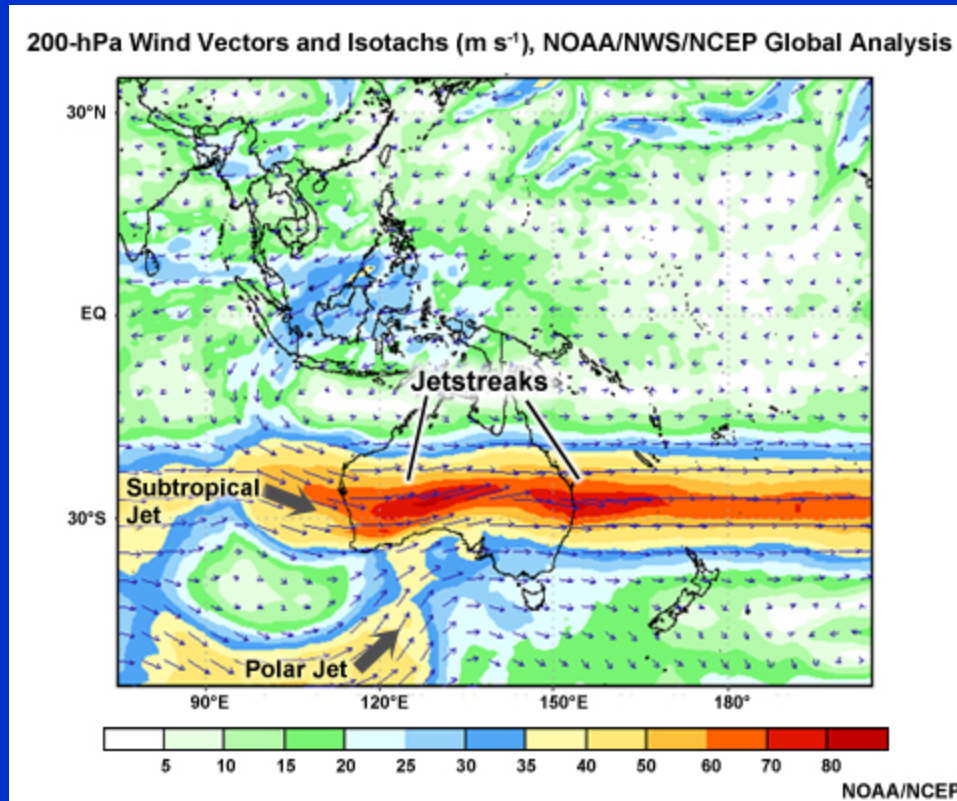 200-hPa Wind Vectors and Isotachs (m s⁻¹), NOAA/NWS/NCEP Global Analysis
30°N
EQ
Jetstreaks
Subtropical
Jet
30°S
Polar Jet
90°E 120°E 150°E 180°
5 10 15 20 25 30 35 40 50 60 70 80
NOAA/NCEP